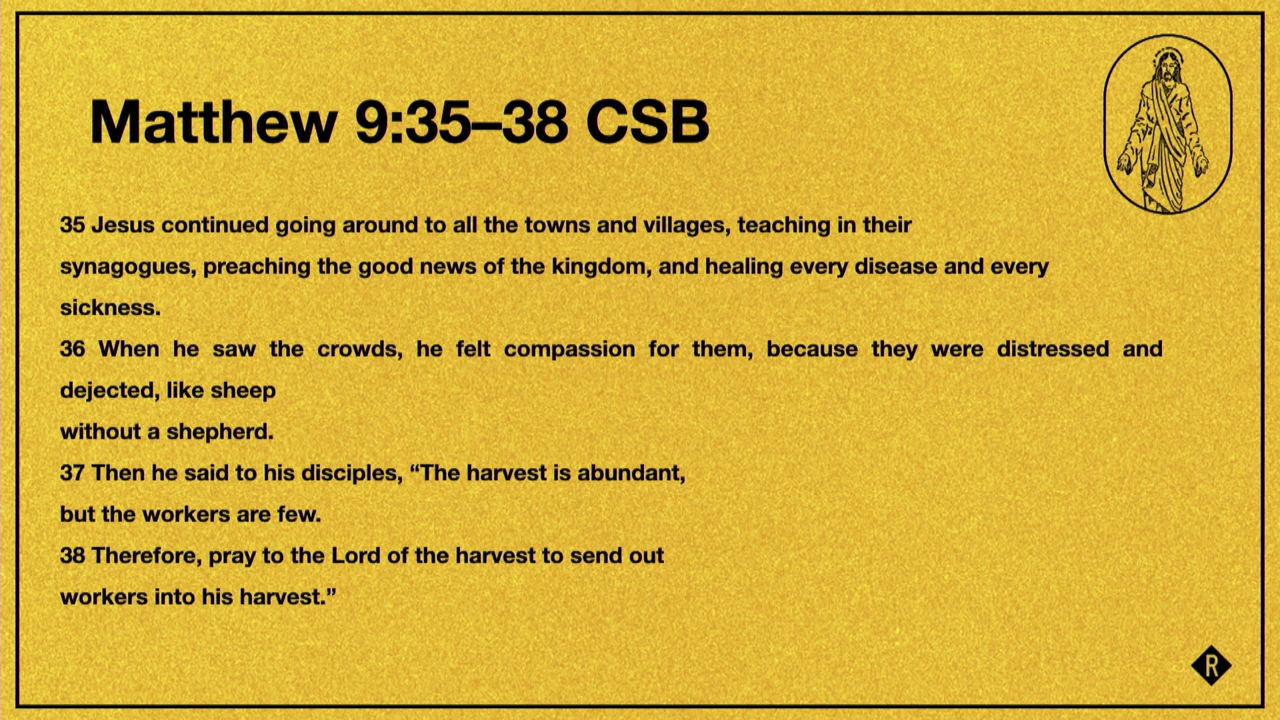 Matthew 9:35–38 CSB
35 Jesus continued going around to all the towns and villages, teaching in their
synagogues, preaching the good news of the kingdom, and healing every disease and every
sickness.
36 When he saw the crowds, he felt compassion for them, because they were distressed and
dejected, like sheep
without a shepherd.
37 Then he said to his disciples, “The harvest is abundant,
but the workers are few.
38 Therefore, pray to the Lord of the harvest to send out
workers into his harvest.”
R